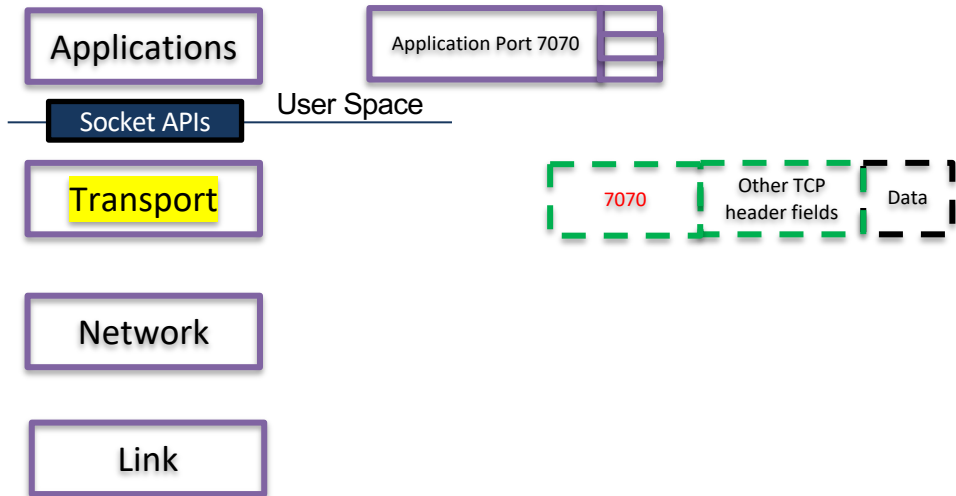 Applications
Application Port 7070
User Space
Socket APIs
Transport
7070
Other TCP
header fields
Data
Network
Link